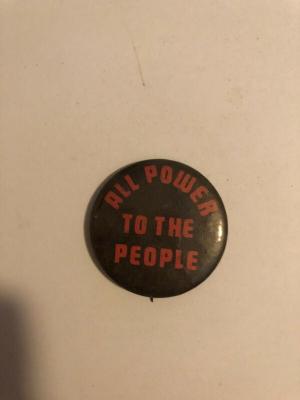 ALL POWER
TO THE
PEOPLE